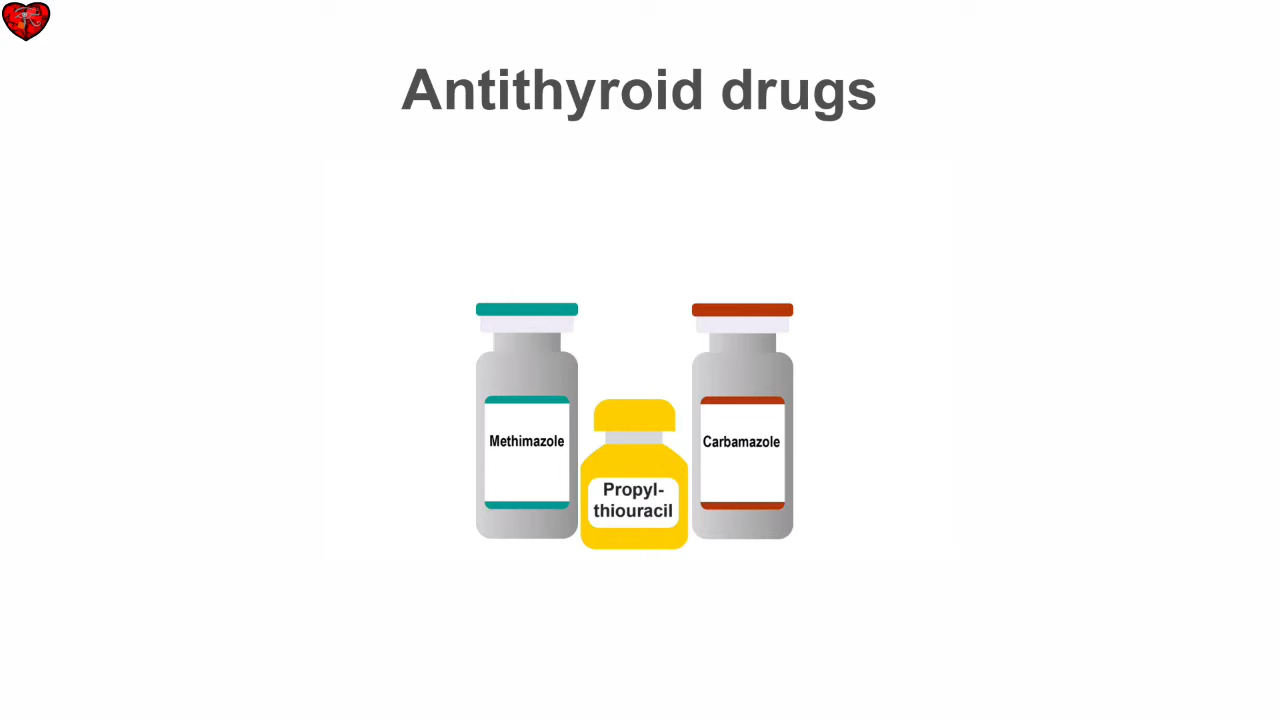 Antithyroid drugs
Methimazole
Propyl-
thiouracil
Carbamazole